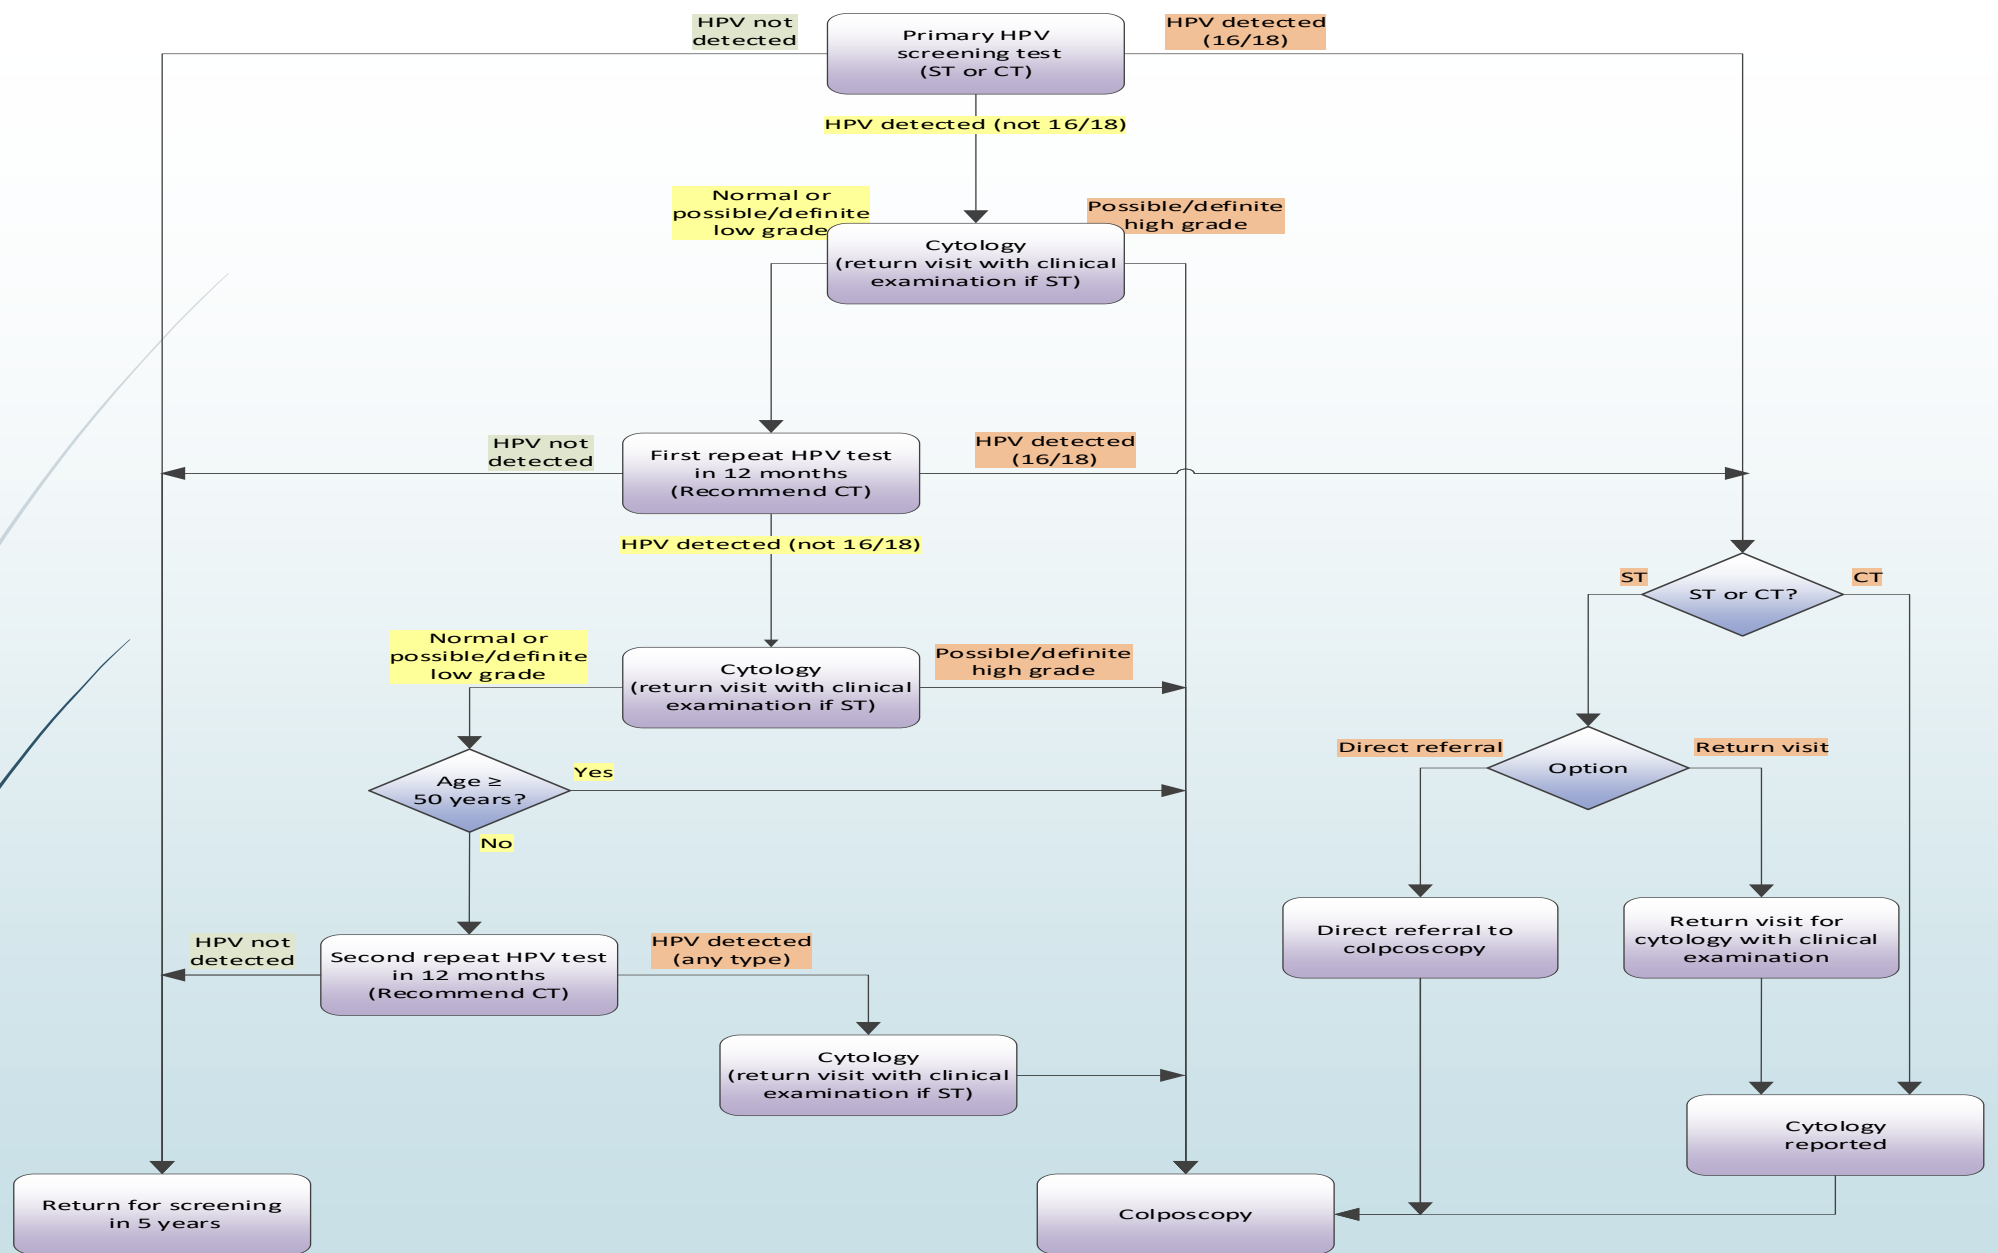 HPV not
detected
Primary HPV
screening test
(ST or CT)
HPV detected
(16/18)
HPV detected (not 16/18)
Normal or
possible/definite
low grade
Possible/definite
high grade
Cytology
(return visit with clinical
examination if ST)
HPV not
detected
First repeat HPV test
in 12 months
(Recommend CT)
HPV detected
(16/18)
HPV detected (not 16/18)
ST
ST or CT?
CT
Normal or
possible/definite
low grade
Cytology
(return visit with clinical
examination if ST)
Possible/definite
high grade
Age ≥
50 years?
Yes
No
Direct referral
Option
Return visit
Direct referral to
colpcoscopy
Return visit for
cytology with clinical
examination
HPV not
detected
Second repeat HPV test
in 12 months
(Recommend CT)
HPV detected
(any type)
Cytology
(return visit with clinical
examination if ST)
Cytology
reported
Return for screening
in 5 years
Colposcopy